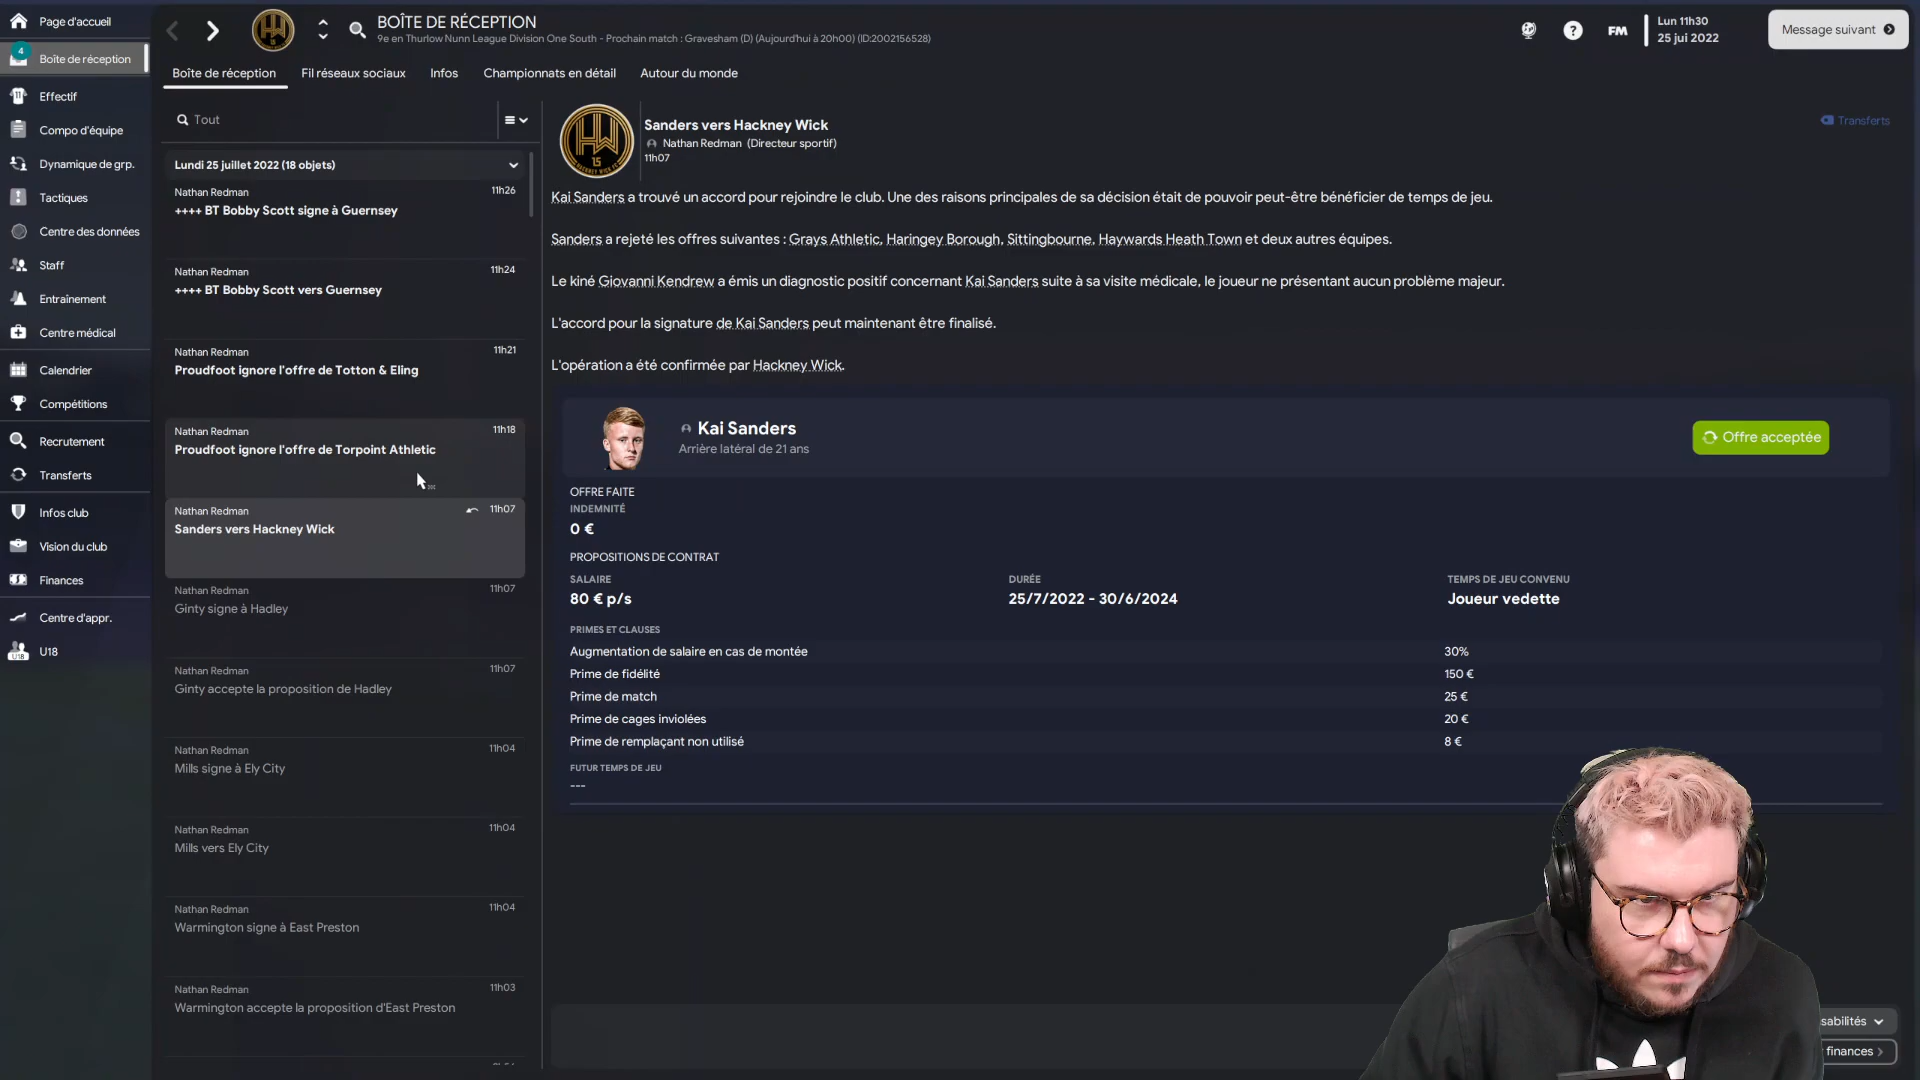 Page d'accueil
4
Boîte de réception
Effectif
Compo d'équipe
Dynamique de grp.
Tactiques
Centre des données
Staff
Entraînement
Centre médical
Calendrier
Compétitions
Recrutement
Transferts
Infos club
Vision du club
Finances
Centre d'appr.
U18
U18
BOÎTE DE RÉCEPTION
9e en Thurlow Nunn League Division One South - Prochain match : Gravesham (D) (Aujourd'hui à 20h00) (ID:2002156528)
FM
Lun 11h30
25 jui 2022
Message suivant
Boîte de réception
Fil réseaux sociaux
Infos
Championnats en détail
Autour du monde
Tout
Lundi 25 juillet 2022 (18 objets)
Nathan Redman 11h26
++++ BT Bobby Scott signe à Guernsey
Nathan Redman 11h24
++++ BT Bobby Scott vers Guernsey
Nathan Redman 11h21
Proudfoot ignore l'offre de Totton & Eling
Nathan Redman 11h18
Proudfoot ignore l'offre de Torpoint Athletic
Nathan Redman 11h07
Sanders vers Hackney Wick
Nathan Redman 11h07
Ginty signe à Hadley
Nathan Redman 11h07
Ginty accepte la proposition de Hadley
Nathan Redman 11h04
Mills signe à Ely City
Nathan Redman 11h04
Mills vers Ely City
Nathan Redman 11h04
Warmington signe à East Preston
Nathan Redman 11h03
Warmington accepte la proposition d'East Preston
HW
15
Sanders vers Hackney Wick
Nathan Redman (Directeur sportif)
11h07
Transferts
Kai Sanders a trouvé un accord pour rejoindre le club. Une des raisons principales de sa décision était de pouvoir peut-être bénéficier de temps de jeu.
Sanders a rejeté les offres suivantes : Grays Athletic, Haringey Borough, Sittingbourne, Haywards Heath Town et deux autres équipes.
Le kiné Giovanni Kendrew a émis un diagnostic positif concernant Kai Sanders suite à sa visite médicale, le joueur ne présentant aucun problème majeur.
L'accord pour la signature de Kai Sanders peut maintenant être finalisé.
L'opération a été confirmée par Hackney Wick.
Kai Sanders
Arrière latéral de 21 ans
Offre acceptée
OFFRE FAITE
INDEMNITÉ
0 €
PROPOSITIONS DE CONTRAT
SALAIRE DURÉE TEMPS DE JEU CONVENU
80 € p/s 25/7/2022 - 30/6/2024 Joueur vedette
PRIMES ET CLAUSES
Augmentation de salaire en cas de montée 30%
Prime de fidélité 150 €
Prime de match 25 €
Prime de cages inviolées 20 €
Prime de remplaçant non utilisé 8 €
FUTUR TEMPS DE JEU
---
sabilités
finances